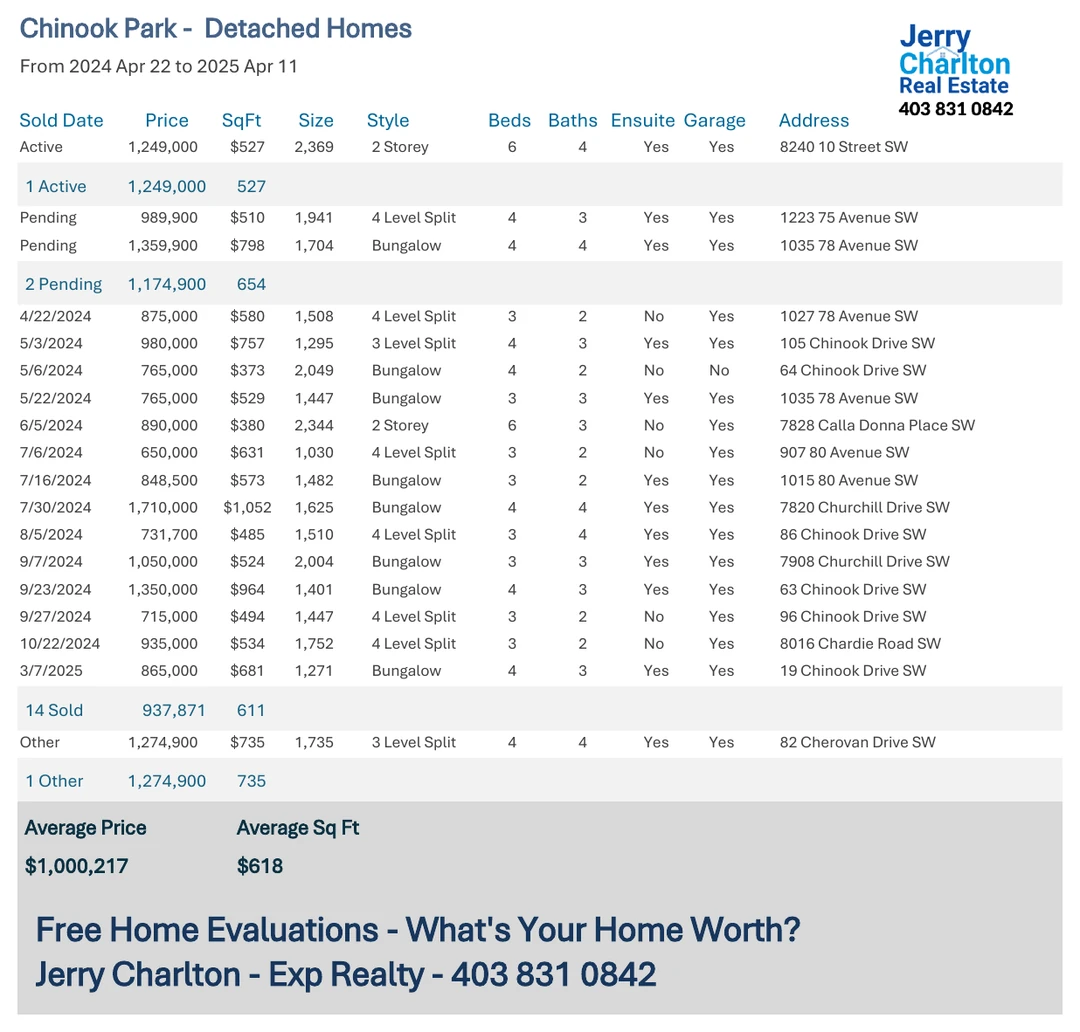 Chinook Park - Detached Homes
From 2024 Apr 22 to 2025 Apr 11
Jerry
Charlton
Real Estate
403 831 0842
Sold Date Price SqFt Size Style Beds Baths Ensuite Garage Address
Active 1,249,000 $527 2,369 2 Storey 6 4 Yes Yes 8240 10 Street SW
1 Active 1,249,000 527
Pending 989,900 $510 1,941 4 Level Split 4 3 Yes Yes 1223 75 Avenue SW
Pending 1,359,900 $798 1,704 Bungalow 4 4 Yes Yes 1035 78 Avenue SW
2 Pending 1,174,900 654
4/22/2024 875,000 $580 1,508 4 Level Split 3 2 No Yes 1027 78 Avenue SW
5/3/2024 980,000 $757 1,295 3 Level Split 4 3 Yes Yes 105 Chinook Drive SW
5/6/2024 765,000 $373 2,049 Bungalow 4 2 No No 64 Chinook Drive SW
5/22/2024 765,000 $529 1,447 Bungalow 3 3 Yes Yes 1035 78 Avenue SW
6/5/2024 890,000 $380 2,344 2 Storey 6 3 No Yes 7828 Calla Donna Place SW
7/6/2024 650,000 $631 1,030 4 Level Split 3 2 No Yes 907 80 Avenue SW
7/16/2024 848,500 $573 1,482 Bungalow 3 2 Yes Yes 1015 80 Avenue SW
7/30/2024 1,710,000 $1,052 1,625 Bungalow 4 4 Yes Yes 7820 Churchill Drive SW
8/5/2024 731,700 $485 1,510 4 Level Split 3 4 Yes Yes 86 Chinook Drive SW
9/7/2024 1,050,000 $524 2,004 Bungalow 3 3 Yes Yes 7908 Churchill Drive SW
9/23/2024 1,350,000 $964 1,401 Bungalow 4 3 Yes Yes 63 Chinook Drive SW
9/27/2024 715,000 $494 1,447 4 Level Split 3 2 No Yes 96 Chinook Drive SW
10/22/2024 935,000 $534 1,752 4 Level Split 3 2 No Yes 8016 Chardie Road SW
3/7/2025 865,000 $681 1,271 Bungalow 4 3 Yes Yes 19 Chinook Drive SW
14 Sold 937,871 611
Other 1,274,900 $735 1,735 3 Level Split 4 4 Yes Yes 82 Cherovan Drive SW
1 Other 1,274,900 735
Average Price Average Sq Ft
$1,000,217 $618
Free Home Evaluations - What's Your Home Worth?
Jerry Charlton - Exp Realty - 403 831 0842